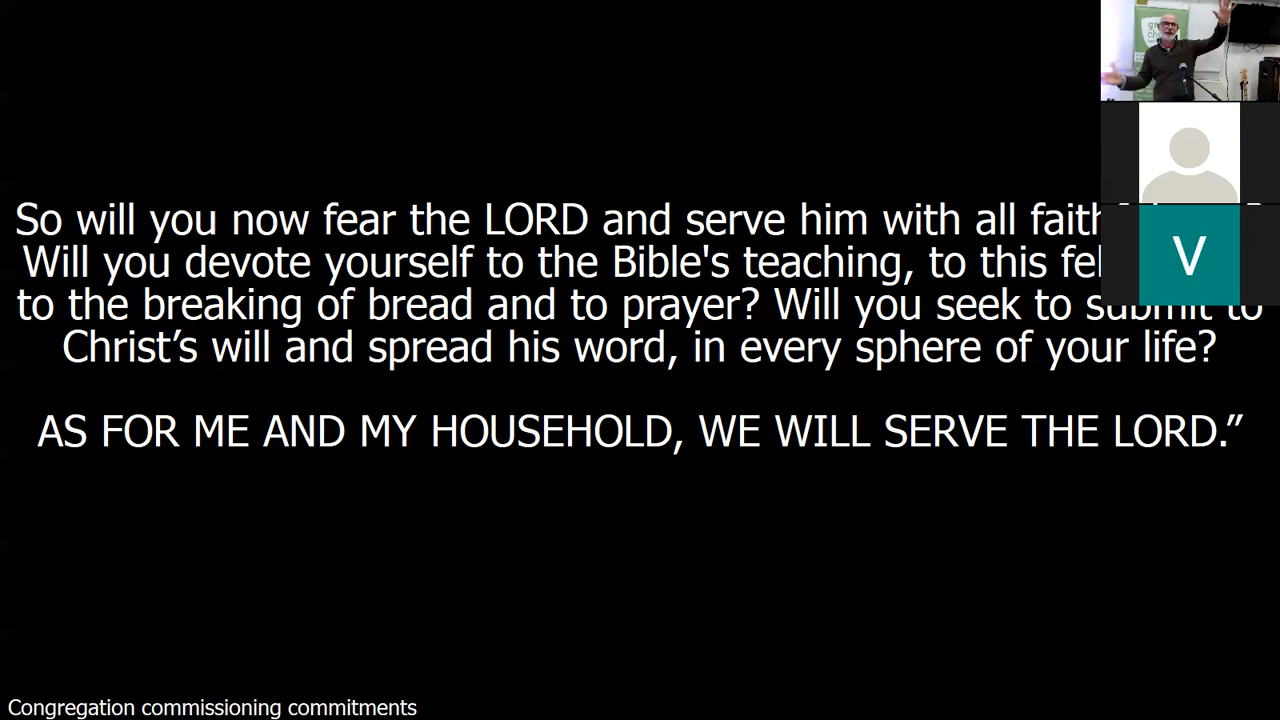 So will you now fear the LORD and serve him with all
Will you devote yourself to the Bible's teaching, to this
to the breaking of bread and to prayer? Will you seek to submit to
Christ’s will and spread his word, in every sphere of your life?
AS FOR ME AND MY HOUSEHOLD, WE WILL SERVE THE LORD.”
V
Congregation commissioning commitments